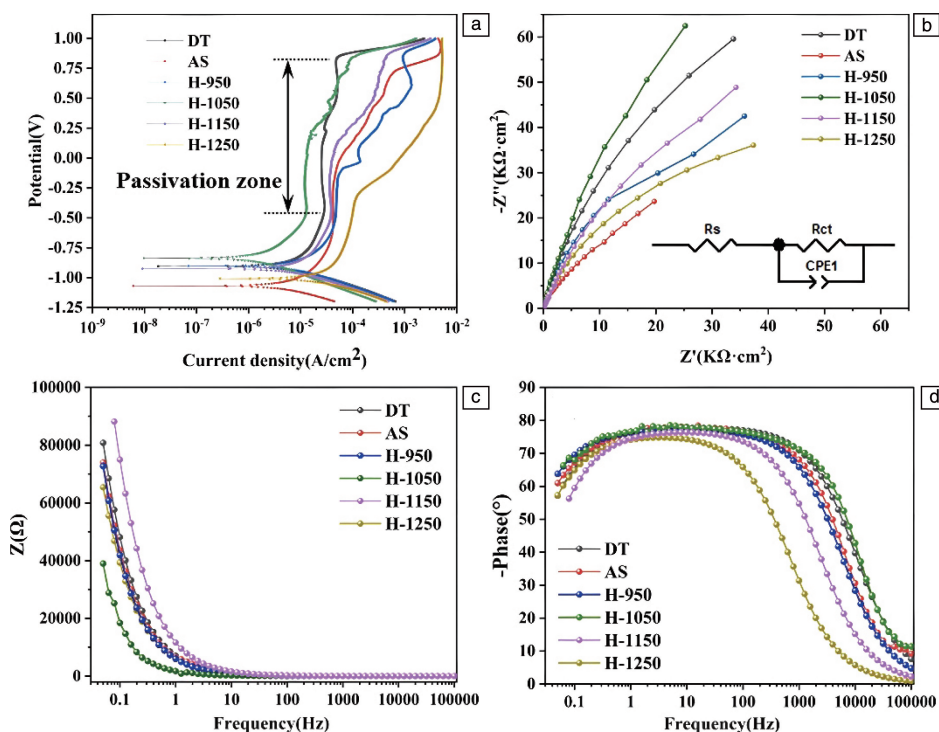 a
1.00
0.75
0.50
0.25
0.00
-0.25
-0.50
-0.75
-1.00
-1.25
Potential(V)
DT
AS
H-950
H-1050
H-1150
H-1250
Passivation zone
10-9 10-8 10-7 10-6 10-5 10-4 10-3 10-2
Current density(A/cm2)
b
60
50
40
30
20
10
0
-Z''(KΩ·cm2)
DT
AS
H-950
H-1050
H-1150
H-1250
Rs Rct
CPE1
0 10 20 30 40 50 60
Z'(KΩ·cm2)
c
100000
80000
60000
40000
20000
0
Z(Ω)
DT
AS
H-950
H-1050
H-1150
H-1250
0.1 1 10 100 1000 10000 100000
Frequency(Hz)
d
-90
80
70
60
50
40
30
20
10
0
-Phase(°)
DT
AS
H-950
H-1050
H-1150
H-1250
0.1 1 10 100 1000 10000 100000
Frequency(Hz)